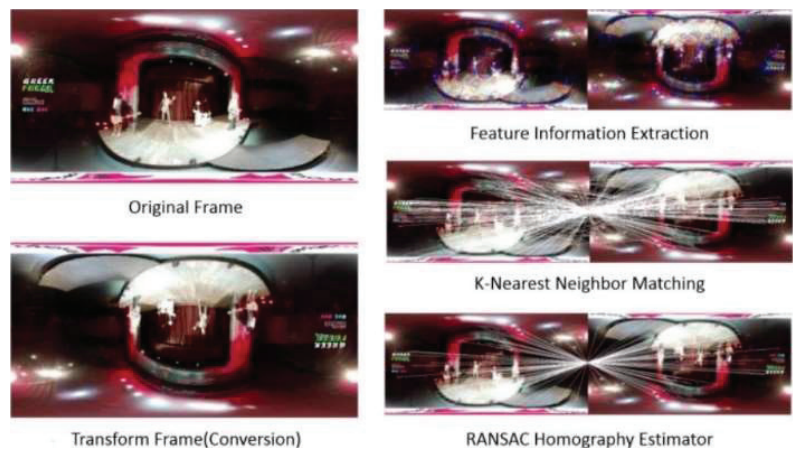 Original Frame
Transform Frame(Conversion)
Feature Information Extraction
K-Nearest Neighbor Matching
RANSAC Homography Estimator